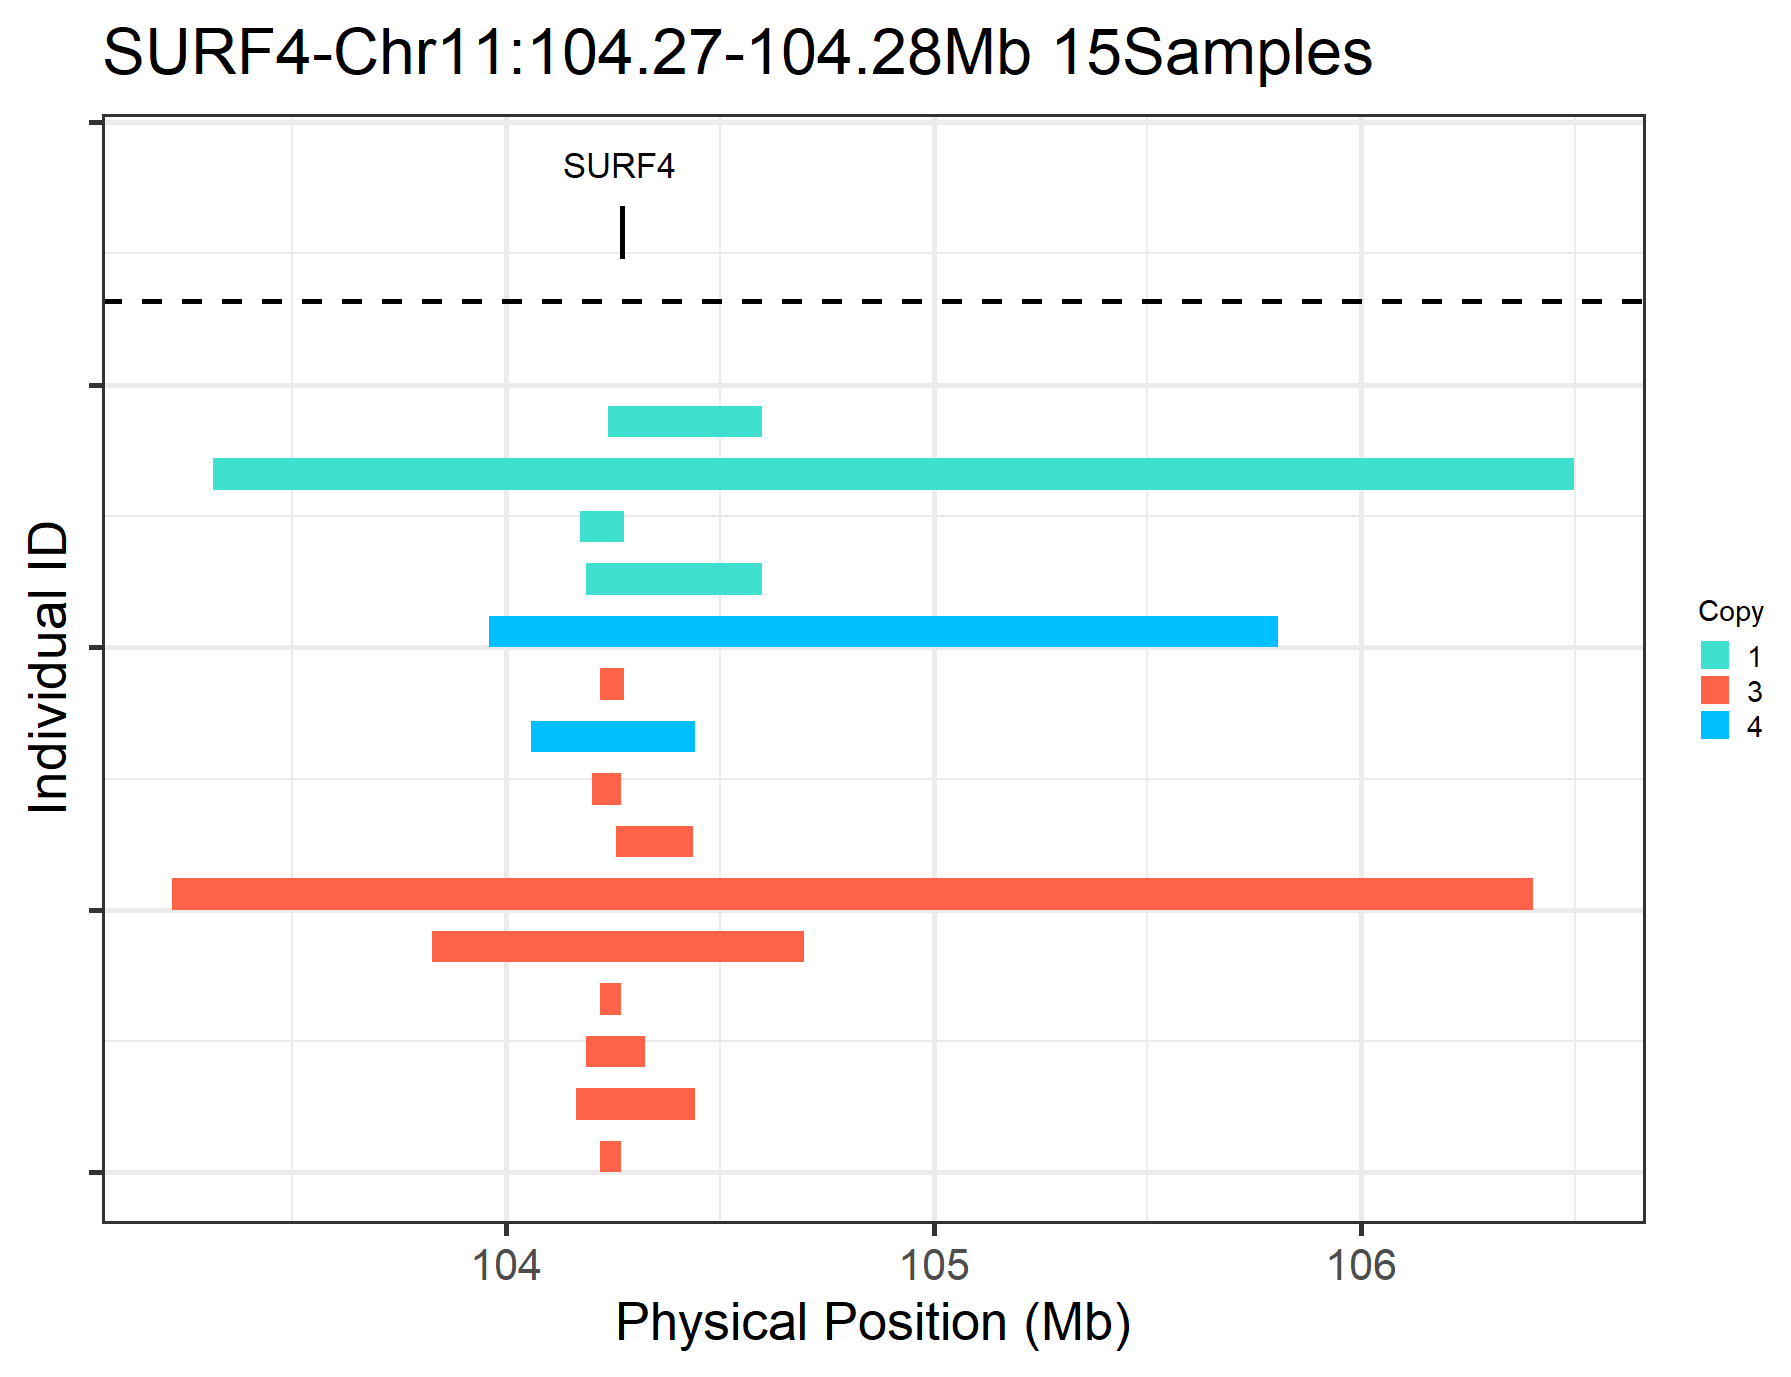 SURF4-Chr11:104.27-104.28Mb 15Samples
SURF4
Individual ID
Copy
1
3
4
104 105 106
Physical Position (Mb)